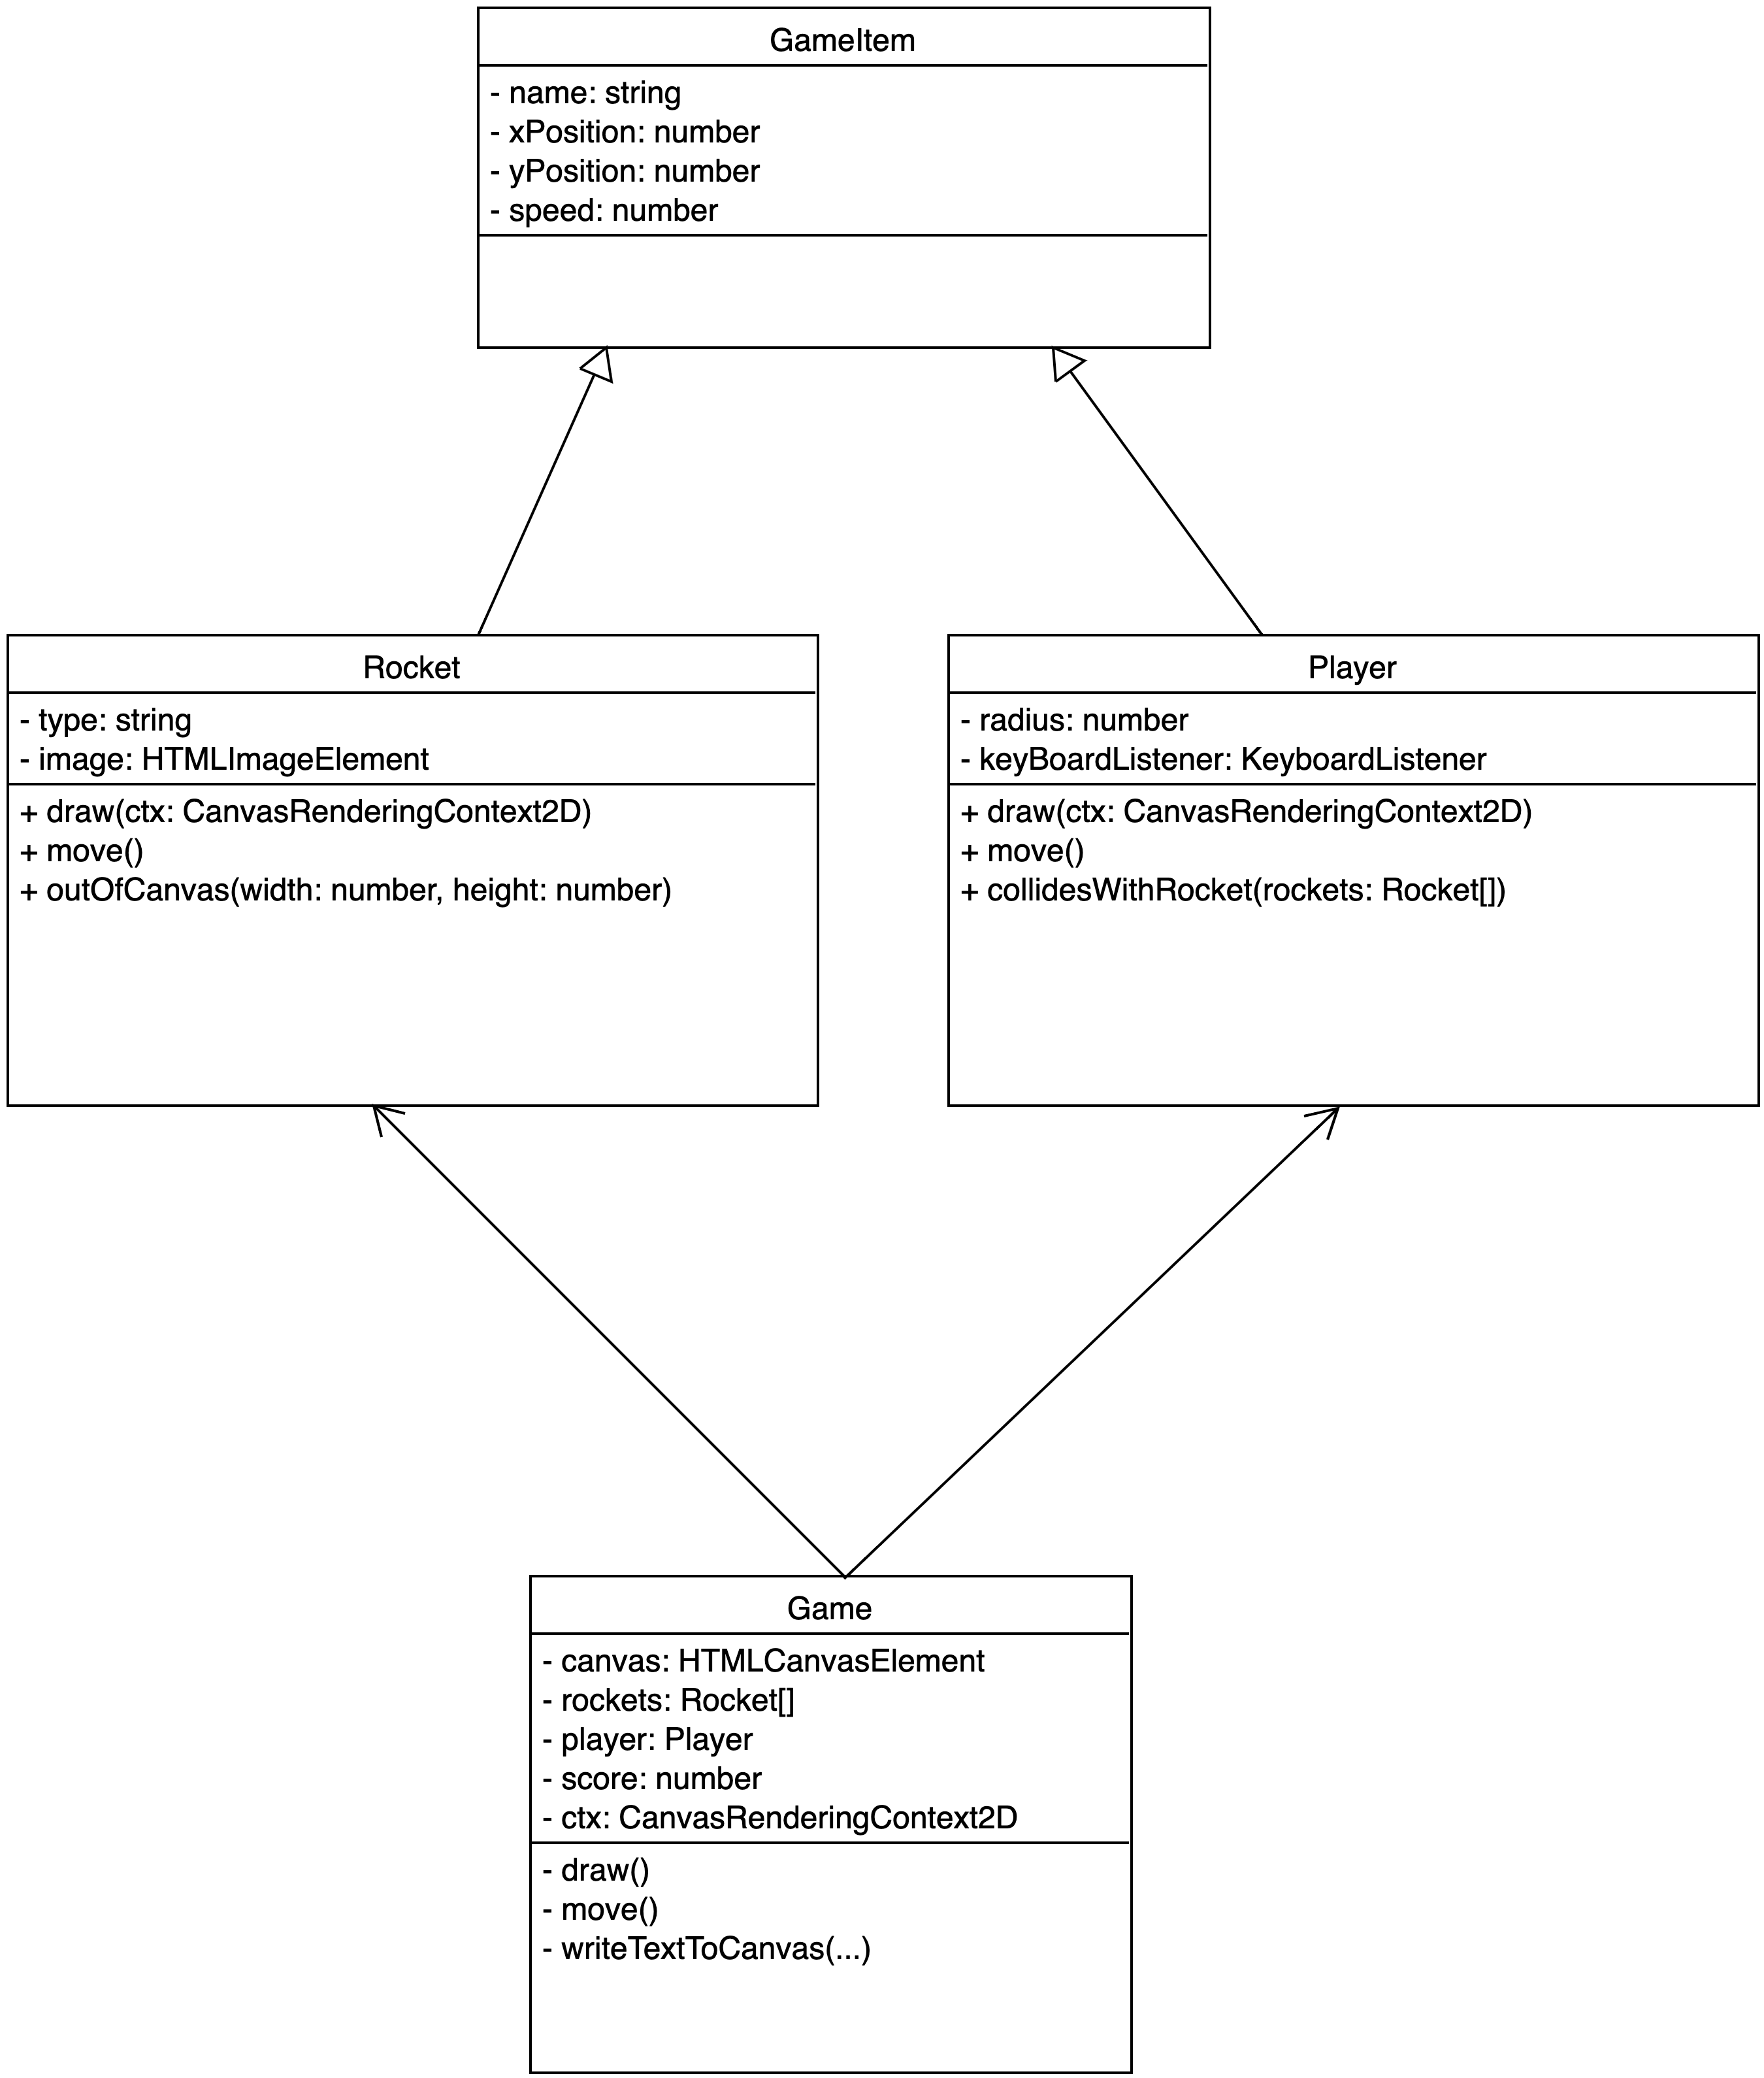 GameItem
- name: string
- xPosition: number
- yPosition: number
- speed: number
Rocket
- type: string
- image: HTMLImageElement
+ draw(ctx: CanvasRenderingContext2D)
+ move()
+ outOfCanvas(width: number, height: number)
Player
- radius: number
- keyBoardListener: KeyboardListener
+ draw(ctx: CanvasRenderingContext2D)
+ move()
+ collidesWithRocket(rockets: Rocket[])
Game
- canvas: HTMLCanvasElement
- rockets: Rocket[]
- player: Player
- score: number
- ctx: CanvasRenderingContext2D
- draw()
- move()
- writeTextToCanvas(...)